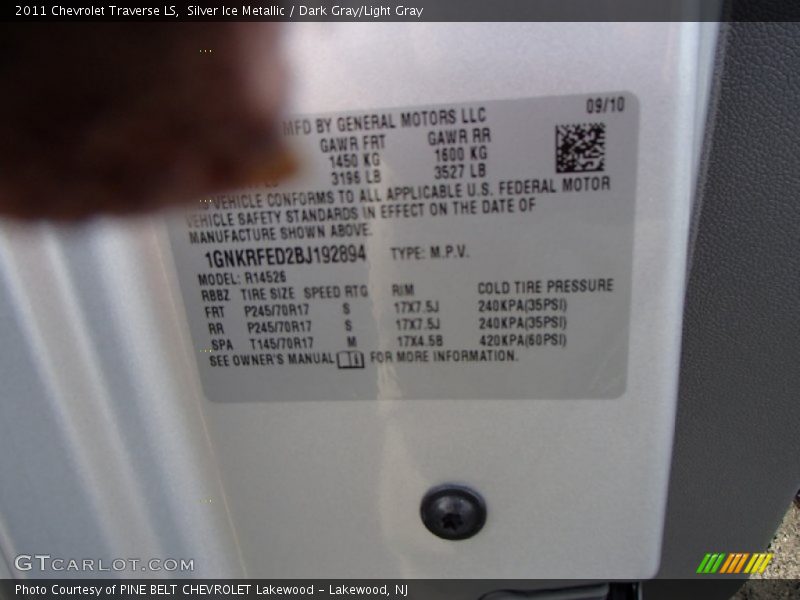 2011 Chevrolet Traverse LS, Silver Ice Metallic / Dark Gray/Light Gray
09/10
MFD BY GENERAL MOTORS LLC
GAWR FRT GAWR RR
1450 KG 1600 KG
3196 LB 3527 LB
VEHICLE CONFORMS TO ALL APPLICABLE U.S. FEDERAL MOTOR
VEHICLE SAFETY STANDARDS IN EFFECT ON THE DATE OF
MANUFACTURE SHOWN ABOVE.
1GNKRFED2BJ192894 TYPE: M.P.V.
MODEL: R14526
RBBZ TIRE SIZE SPEED RTG RIM COLD TIRE PRESSURE
FRT P245/70R17 S 17X7.5J 240KPA(35PSI)
RR P245/70R17 S 17X7.5J 240KPA(35PSI)
SPA T145/70R17 M 17X4.5B 420KPA(60PSI)
SEE OWNER'S MANUAL FOR MORE INFORMATION.
GTCARLOT.COM
Photo Courtesy of PINE BELT CHEVROLET Lakewood - Lakewood, NJ